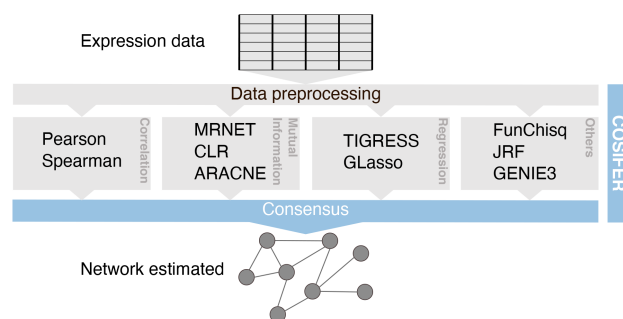 Expression data
Data preprocessing
Pearson
Spearman
Correlation
MRNET
CLR
ARACNE
Mutual
Information
TIGRESS
GLasso
Regression
FunChisq
JRF
GENIE3
Others
COSIFER
Consensus
Network estimated